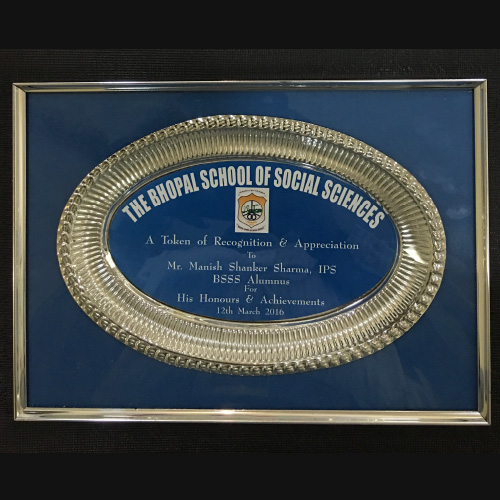 THE BHOPAL SCHOOL OF SOCIAL SCIENCES
A Token of Recognition & Appreciation
To
Mr. Manish Shanker Sharma, IPS
BSSS Alumnus
For
His Honours & Achievements
12th March 2016